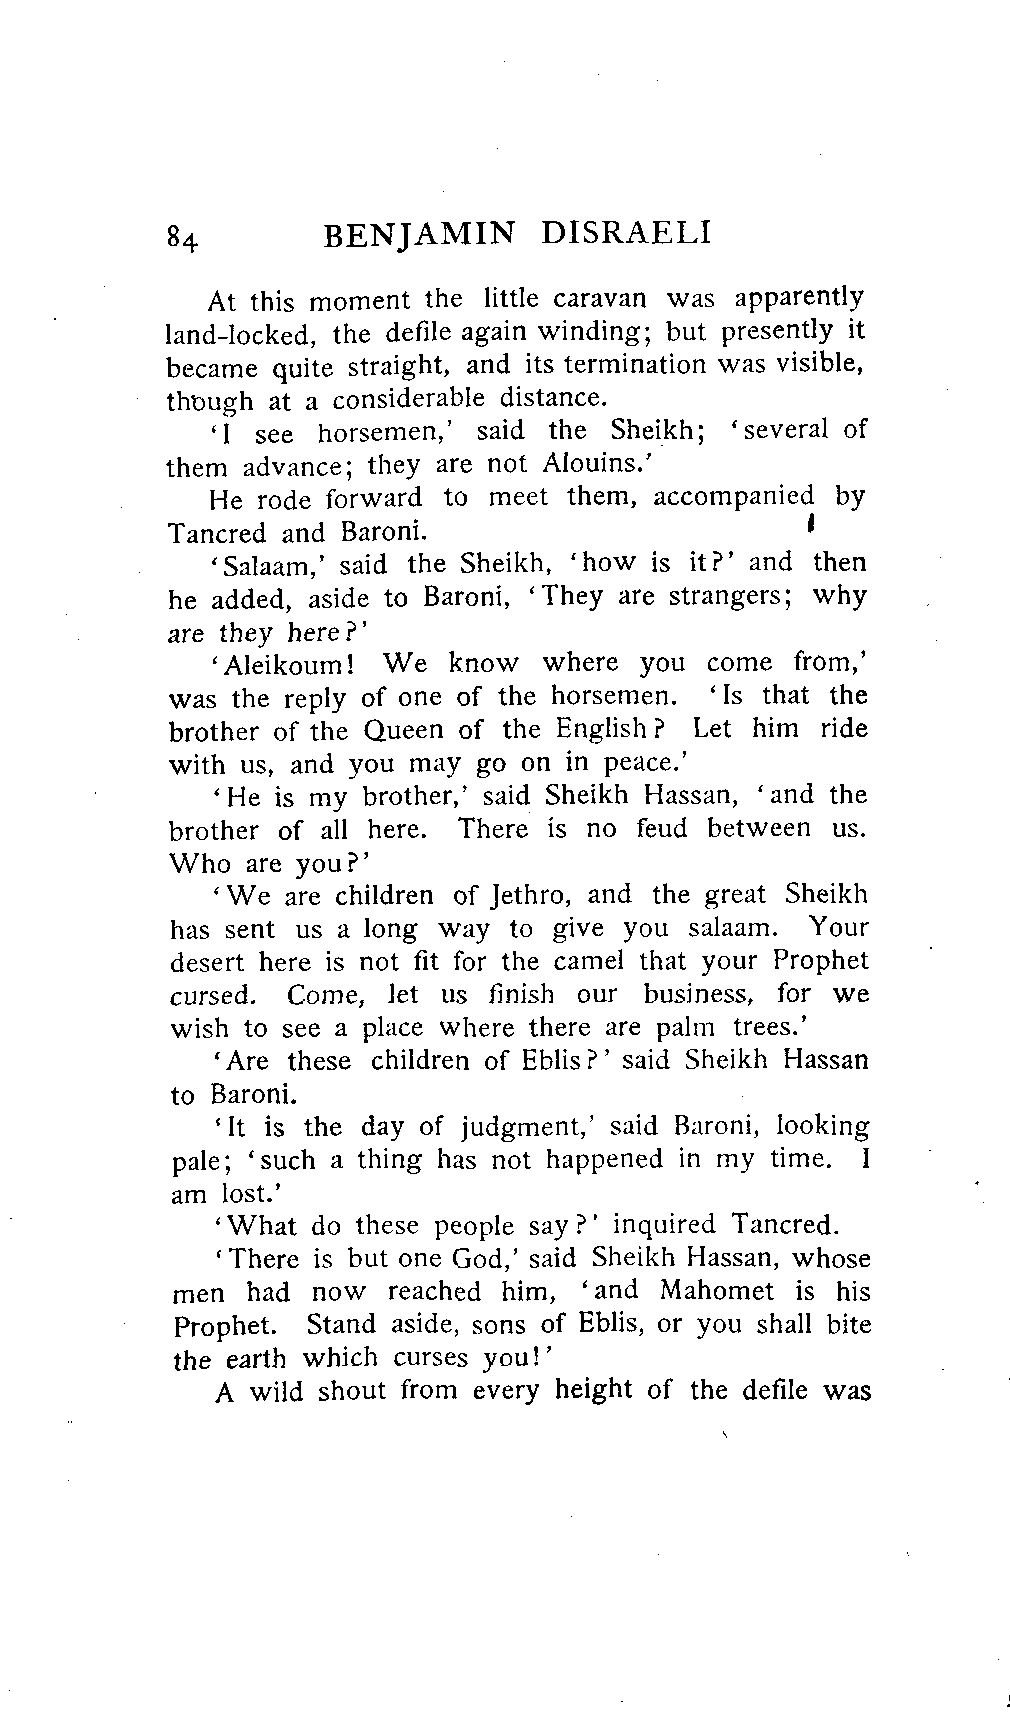 84 BENJAMIN DISRAELI
At this moment the little caravan was apparently
land-locked, the defile again winding; but presently it
became quite straight, and its termination was visible,
though at a considerable distance.
‘I see horsemen,’ said the Sheikh; ‘several of
them advance; they are not Alouins.’
He rode forward to meet them, accompanied by
Tancred and Baroni.
‘Salaam,’ said the Sheikh, ‘how is it?’ and then
he added, aside to Baroni, ‘They are strangers; why
are they here?’
‘Aleikoum! We know where you come from,’
was the reply of one of the horsemen. ‘Is that the
brother of the Queen of the English? Let him ride
with us, and you may go on in peace.’
‘He is my brother,’ said Sheikh Hassan, ‘and the
brother of all here. There is no feud between us.
Who are you?’
‘We are children of Jethro, and the great Sheikh
has sent us a long way to give you salaam. Your
desert here is not fit for the camel that your Prophet
cursed. Come, let us finish our business, for we
wish to see a place where there are palm trees.’
‘Are these children of Eblis?’ said Sheikh Hassan
to Baroni.
‘It is the day of judgment,’ said Baroni, looking
pale; ‘such a thing has not happened in my time. I
am lost.’
‘What do these people say?’ inquired Tancred.
‘There is but one God,’ said Sheikh Hassan, whose
men had now reached him, ‘and Mahomet is his
Prophet. Stand aside, sons of Eblis, or you shall bite
the earth which curses you!’
A wild shout from every height of the defile was